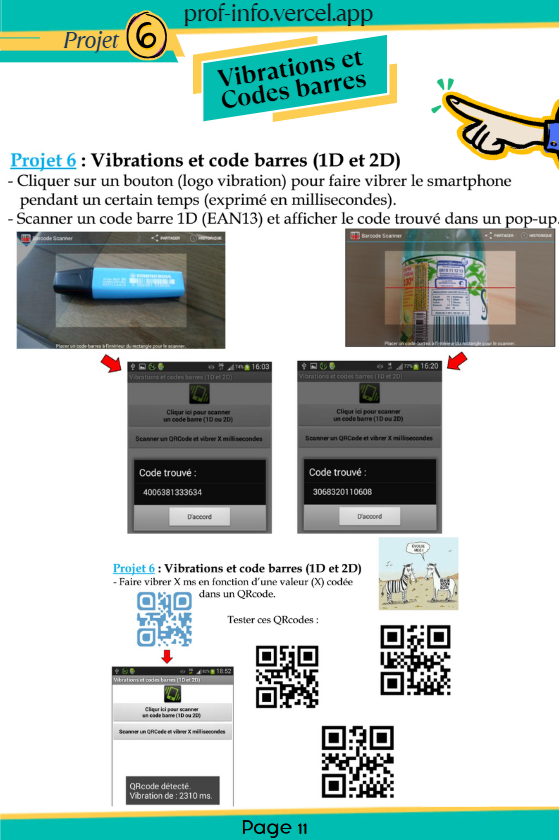 prof-info.vercel.app
Projet 6
Vibrations et
Codes barres
Projet 6 : Vibrations et code barres (1D et 2D)
- Cliquer sur un bouton (logo vibration) pour faire vibrer le smartphone
pendant un certain temps (exprimé en millisecondes).
- Scanner un code barre 1D (EAN13) et afficher le code trouvé dans un pop-up.
Barcode Scanner
PARTAGER
HISTORIQUE
Placer un code-barres à l'intérieur du rectangle pour le scanner.
Barcode Scanner
PARTAGER
HISTORIQUE
Placer un code-barres à l'intérieur du rectangle pour le scanner.
74% 16:03
Vibrations et codes barres (1D et 2D)
Cliqur ici pour scanner
un code barre (1D ou 2D)
Scanner un QRCode et vibrer X millisecondes
Code trouvé :
4006381333634
D'accord
77% 16:20
Vibrations et codes barres (1D et 2D)
Cliqur ici pour scanner
un code barre (1D ou 2D)
Scanner un QRCode et vibrer X millisecondes
Code trouvé :
3068320110608
D'accord
Projet 6 : Vibrations et code barres (1D et 2D)
- Faire vibrer X ms en fonction d'une valeur (X) codée
dans un QRcode.
Tester ces QRcodes :
18:52
Vibrations et codes barres (1D et 2D)
Cliqur ici pour scanner
un code barre (1D ou 2D)
Scanner un QRCode et vibrer X millisecondes
QRcode détecté.
Vibration de : 2310 ms.
Page 11